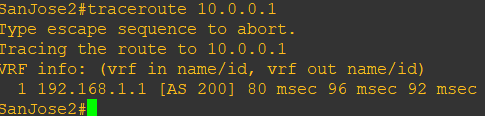 SanJose2#traceroute 10.0.0.1
Type escape sequence to abort.
Tracing the route to 10.0.0.1
VRF info: (vrf in name/id, vrf out name/id)
  1 192.168.1.1 [AS 200] 80 msec 96 msec 92 msec
SanJose2#